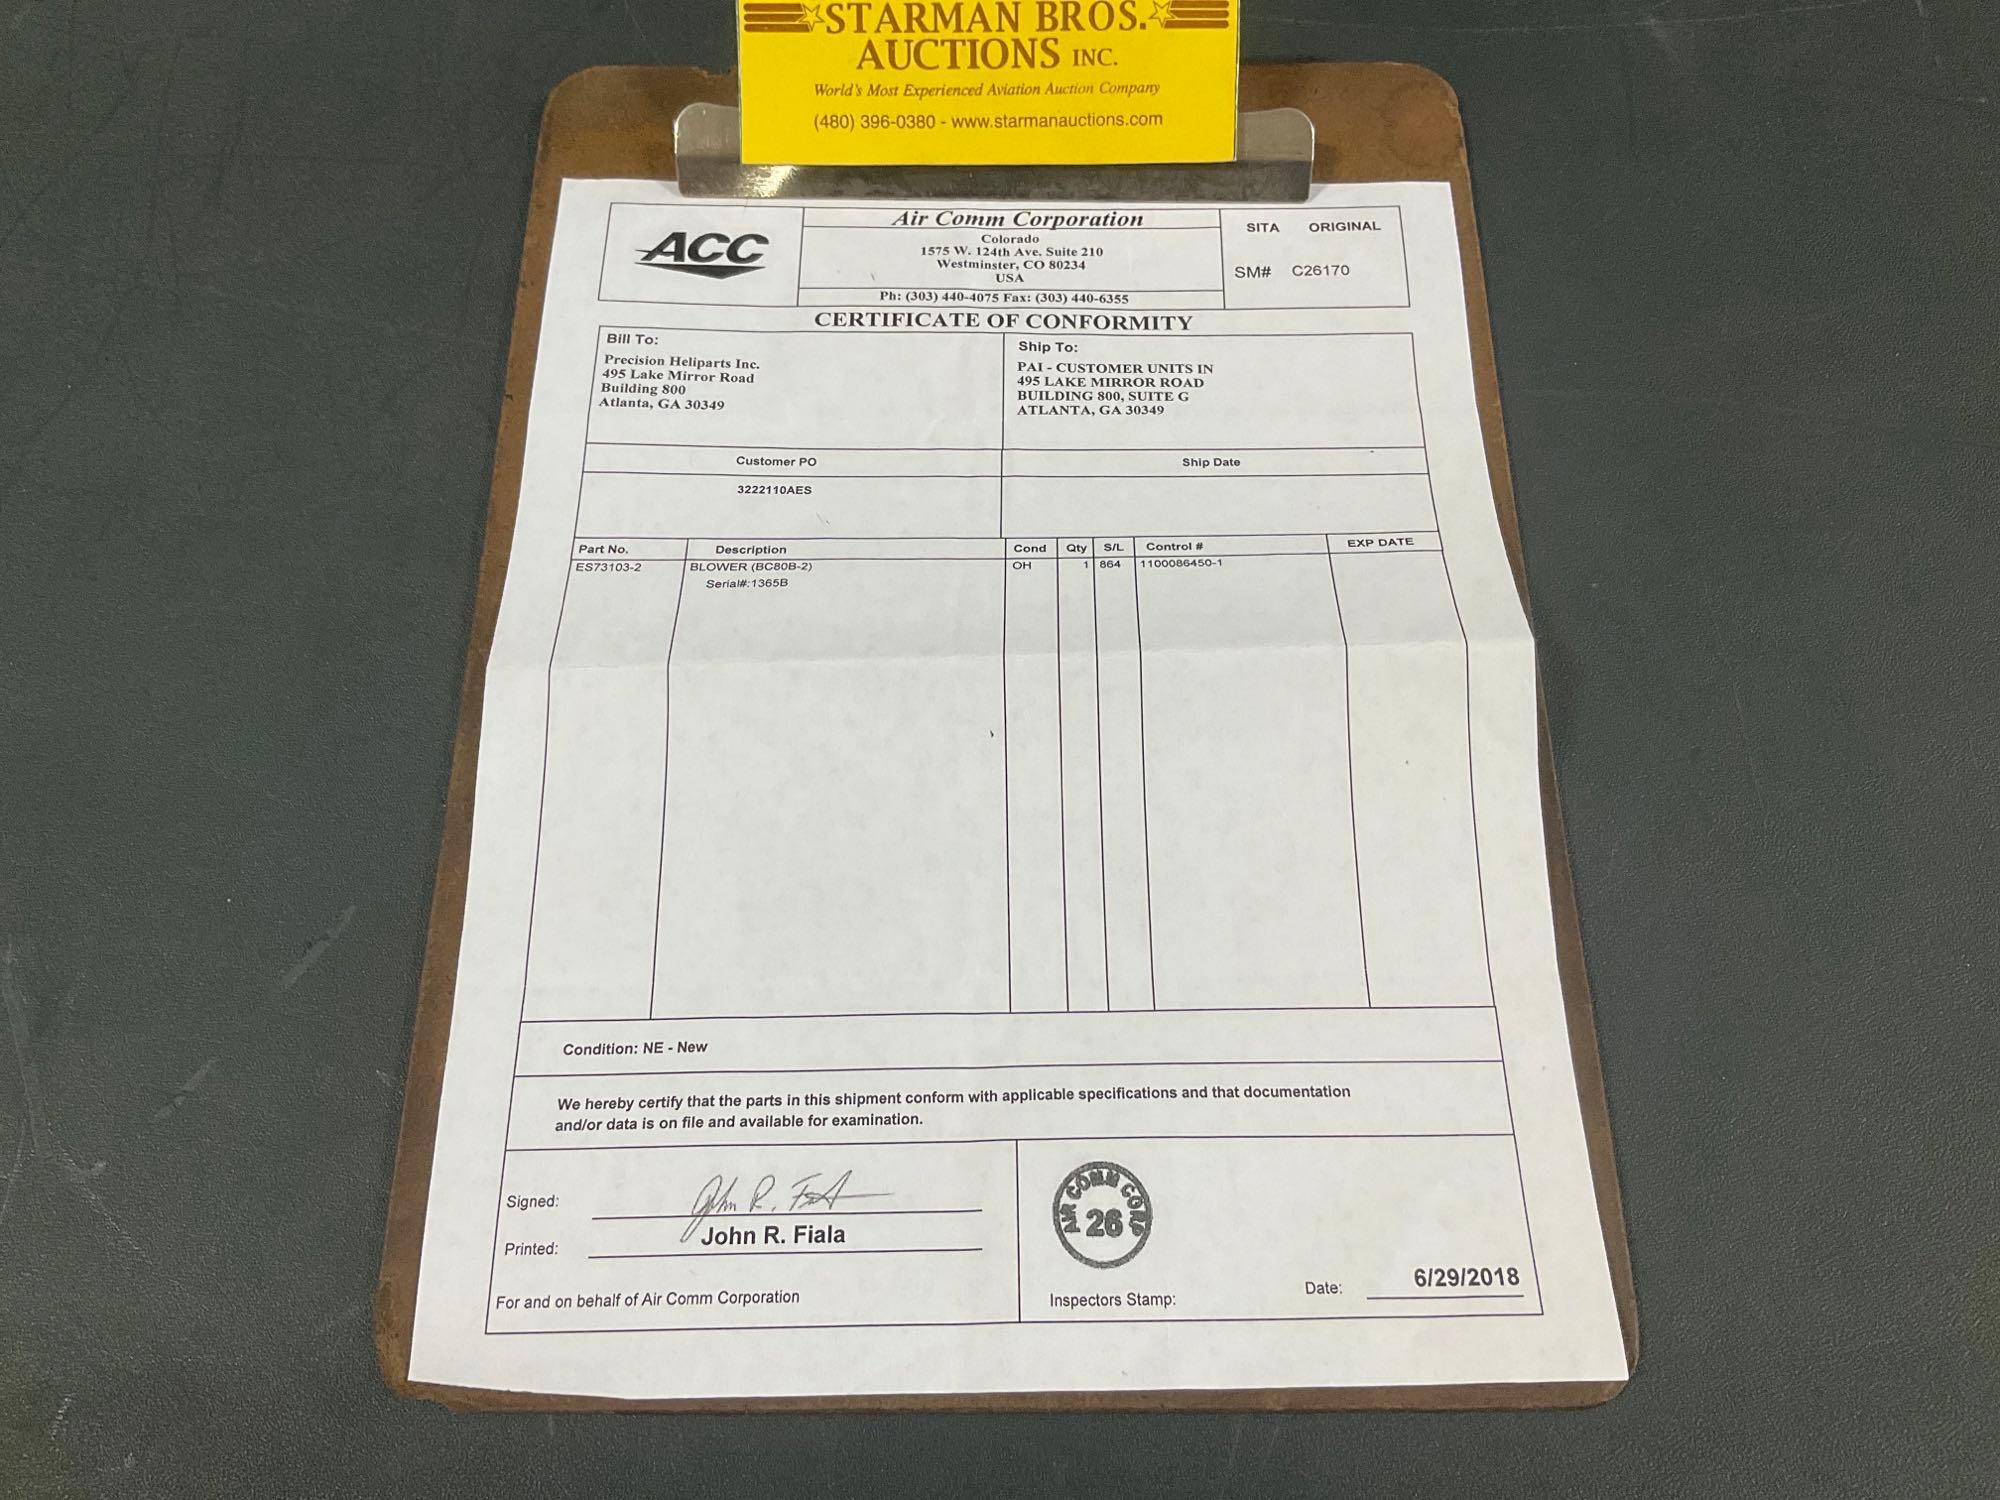 STARMAN BROS.
AUCTIONS INC.
World's Most Experienced Aviation Auction Company
(480) 396-0380 - www.starmanauctions.com
ACC
Air Comm Corporation
Colorado
1575 W. 124th Ave. Suite 210
Westminster, CO 80234
USA
Ph: (303) 440-4075 Fax: (303) 440-6355
SITA ORIGINAL
SM# C26170
CERTIFICATE OF CONFORMITY
Bill To:
Precision Heliparts Inc.
495 Lake Mirror Road
Building 800
Atlanta, GA 30349
Ship To:
PAI - CUSTOMER UNITS IN
495 LAKE MIRROR ROAD
BUILDING 800, SUITE G
ATLANTA, GA 30349
Customer PO Ship Date
3222110AES
Part No. Description Cond Qty S/L Control # EXP DATE
ES73103-2 BLOWER (BC80B-2) OH 1 864 1100086450-1
Serial#:1365B
Condition: NE - New
We hereby certify that the parts in this shipment conform with applicable specifications and that documentation
and/or data is on file and available for examination.
Signed: John R. Fiala
Printed: John R. Fiala
For and on behalf of Air Comm Corporation
AIR COMM CORP
26
Inspectors Stamp:
Date: 6/29/2018